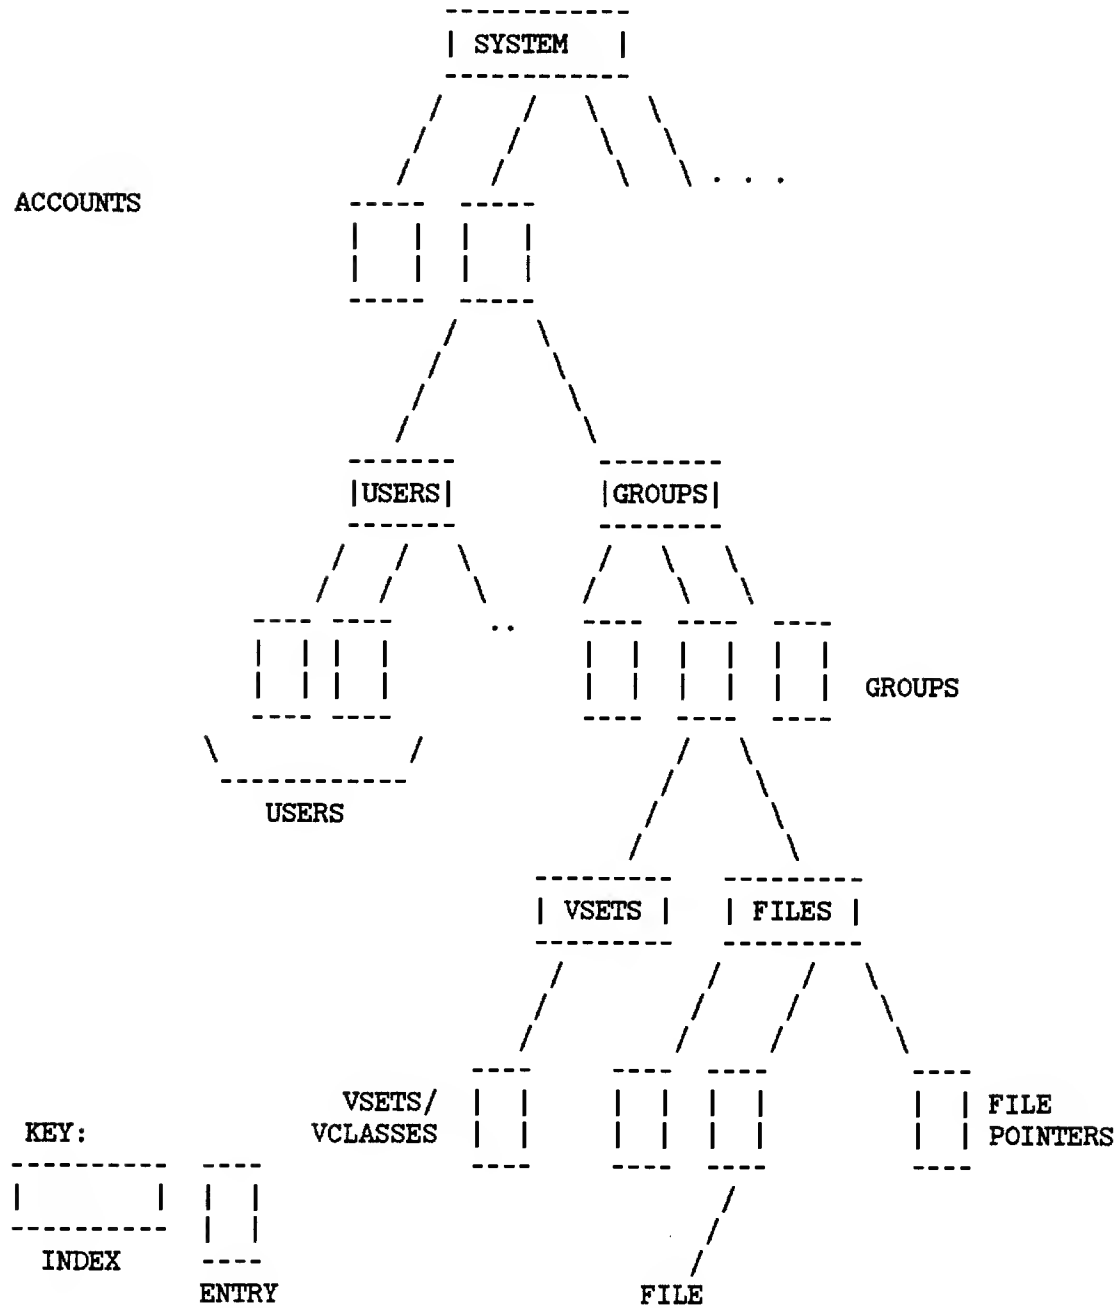 SYSTEM
. . .
ACCOUNTS
USERS GROUPS
. .
GROUPS
USERS
VSETS FILES
VSETS/
VCLASSES
FILE
POINTERS
KEY:
INDEX
ENTRY
FILE